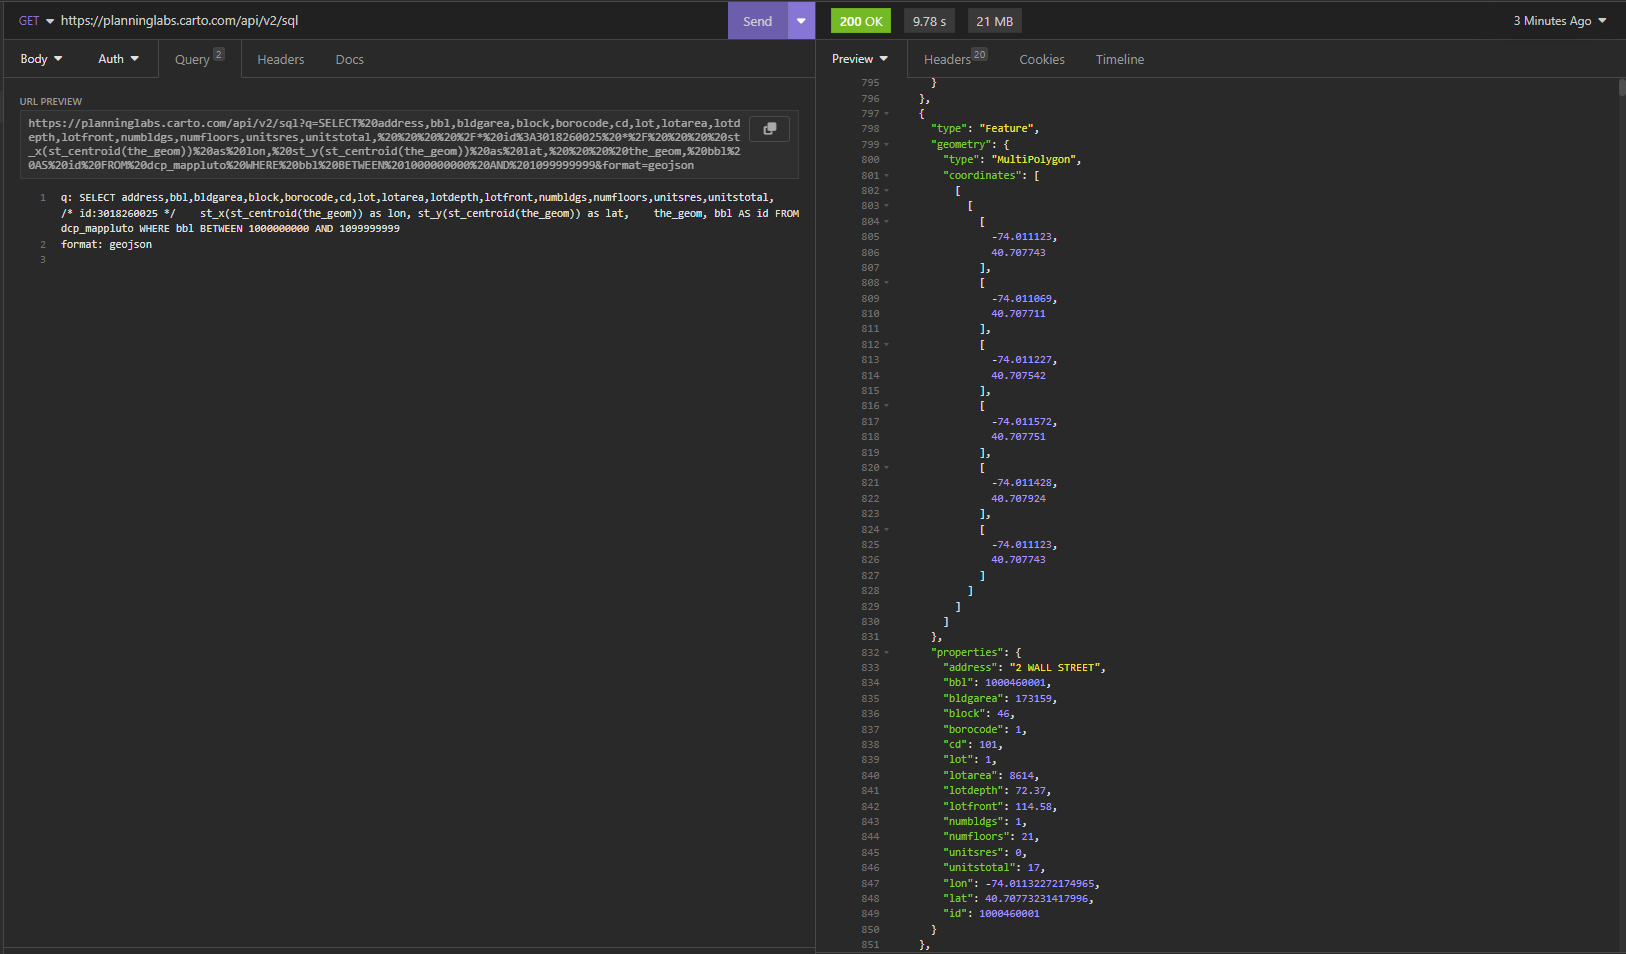 GET https://planninglabs.carto.com/api/v2/sql Send
Body Auth Query 2 Headers Docs
URL PREVIEW
https://planninglabs.carto.com/api/v2/sql?q=SELECT%20address,bbl,bldgarea,block,borocode,cd,lot,lotarea,lotd
epth,lotfront,numbldgs,numfloors,unitsres,unitstotal,%20%20%20%20%2F*%20id%3A3018260025%20*%2F%20%20%20%20st
_x(st_centroid(the_geom))%20as%20lon,%20st_y(st_centroid(the_geom))%20as%20lat,%20%20%20%20the_geom,%20bbl%2
0AS%20id%20FROM%20dcp_mappluto%20WHERE%20bbl%20BETWEEN%201000000000%20AND%201099999999&format=geojson
1 q: SELECT address,bbl,bldgarea,block,borocode,cd,lot,lotarea,lotdepth,lotfront,numbldgs,numfloors,unitsres,unitstotal,
/* id:3018260025 */    st_x(st_centroid(the_geom)) as lon, st_y(st_centroid(the_geom)) as lat,    the_geom, bbl AS id FROM
dcp_mappluto WHERE bbl BETWEEN 1000000000 AND 1099999999
2 format: geojson
3
200 OK 9.78 s 21 MB 3 Minutes Ago
Preview Headers 20 Cookies Timeline
795 }
796 },
797 {
798 "type": "Feature",
799 "geometry": {
800 "type": "MultiPolygon",
801 "coordinates": [
802 [
803 [
804 [
805 -74.011123,
806 40.707743
807 ],
808 [
809 -74.011069,
810 40.707711
811 ],
812 [
813 -74.011227,
814 40.707542
815 ],
816 [
817 -74.011572,
818 40.707751
819 ],
820 [
821 -74.011428,
822 40.707924
823 ],
824 [
825 -74.011123,
826 40.707743
827 ]
828 ]
829 ]
830 ]
831 },
832 "properties": {
833 "address": "2 WALL STREET",
834 "bbl": 1000460001,
835 "bldgarea": 173159,
836 "block": 46,
837 "borocode": 1,
838 "cd": 101,
839 "lot": 1,
840 "lotarea": 8614,
841 "lotdepth": 72.37,
842 "lotfront": 114.58,
843 "numbldgs": 1,
844 "numfloors": 21,
845 "unitsres": 0,
846 "unitstotal": 17,
847 "lon": -74.01132272174965,
848 "lat": 40.70773231417996,
849 "id": 1000460001
850 }
851 },